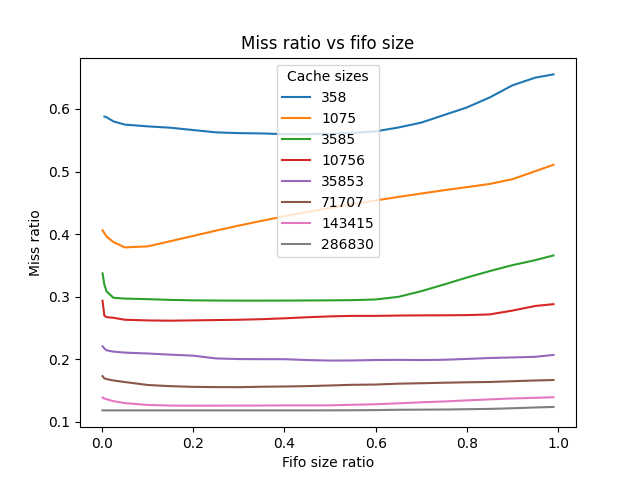 Miss ratio vs fifo size
Cache sizes
358
1075
3585
10756
35853
71707
143415
286830
Miss ratio
0.6
0.5
0.4
0.3
0.2
0.1
0.0 0.2 0.4 0.6 0.8 1.0
Fifo size ratio